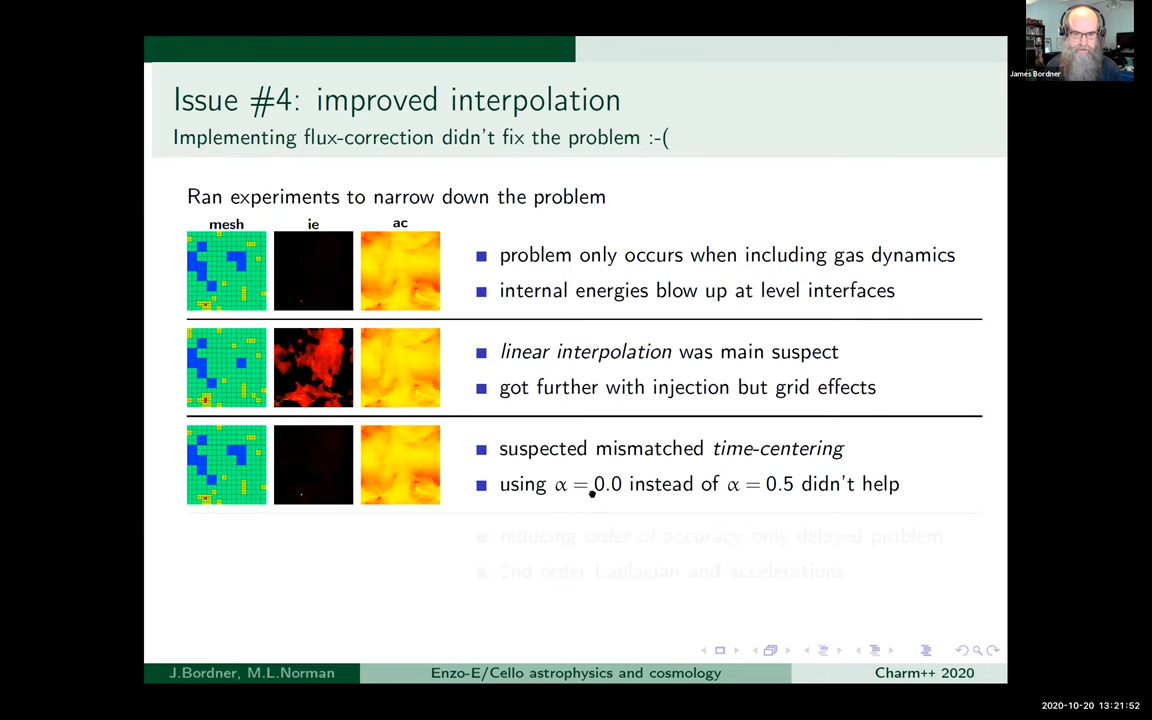 James Bordner
Issue #4: improved interpolation
Implementing flux-correction didn't fix the problem :-(
Ran experiments to narrow down the problem
mesh ie ac
problem only occurs when including gas dynamics
internal energies blow up at level interfaces
linear interpolation was main suspect
got further with injection but grid effects
suspected mismatched time-centering
using α = 0.0 instead of α = 0.5 didn't help
reducing order of accuracy only delayed problem
2nd order Laplacian and accelerations
J.Bordner, M.L.Norman Enzo-E/Cello astrophysics and cosmology Charm++ 2020
2020-10-20 13:21:52